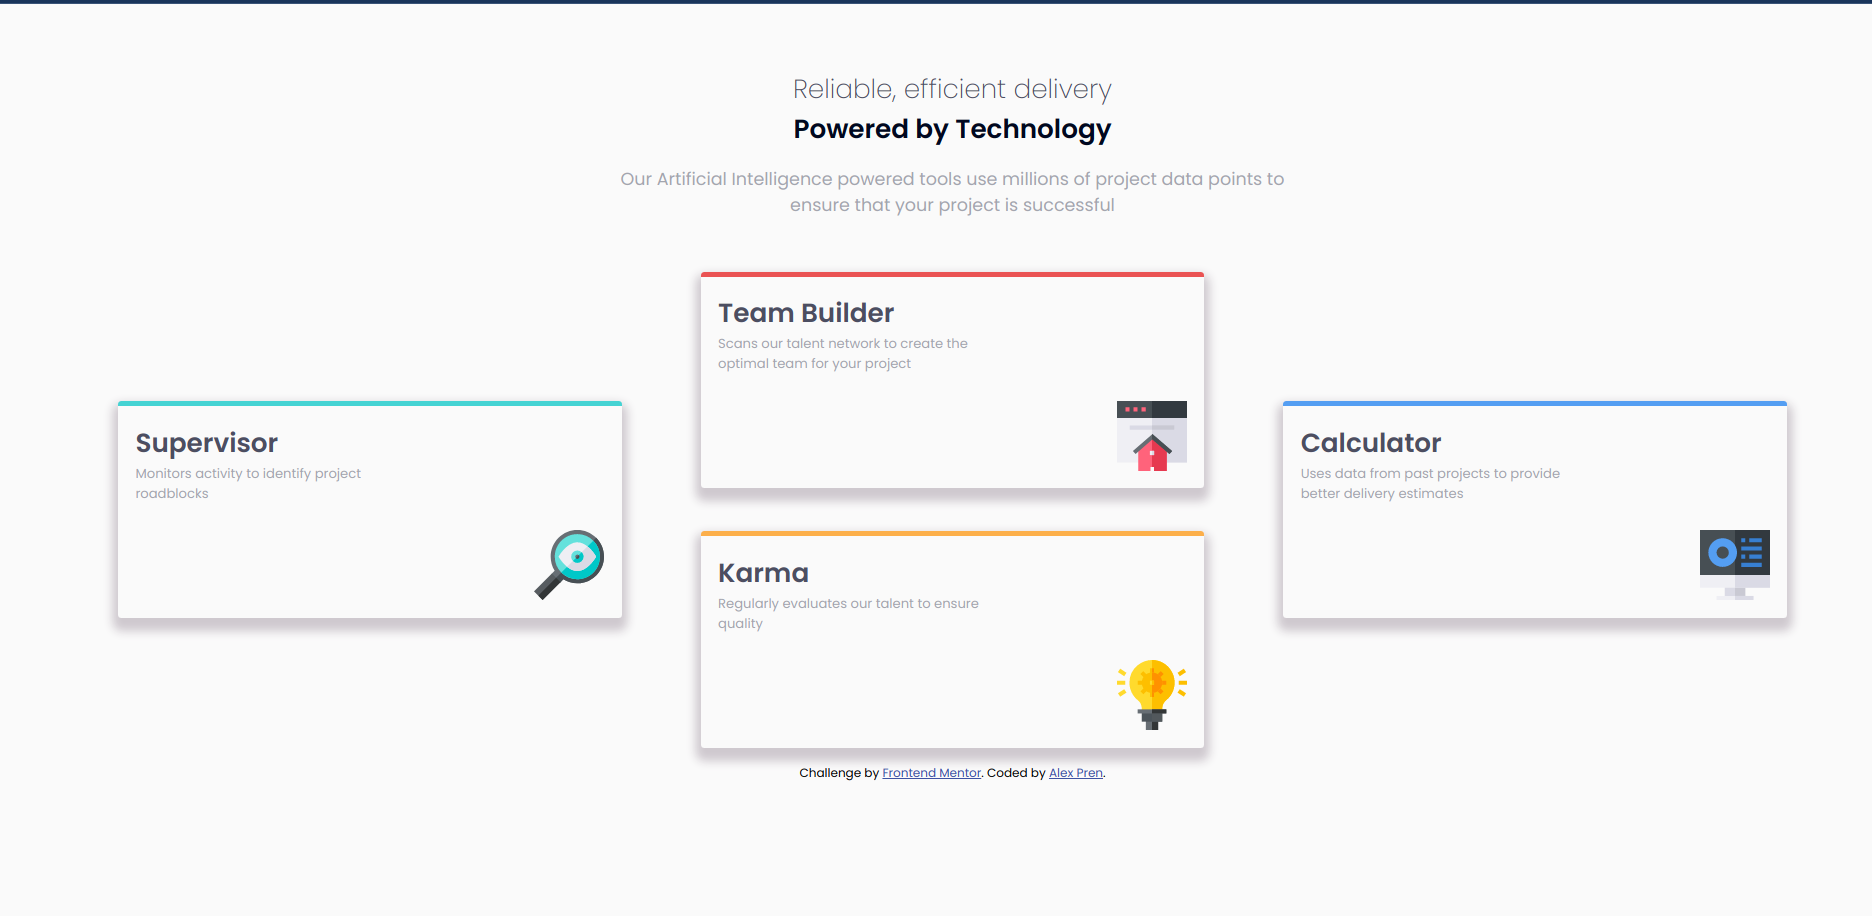 Reliable, efficient delivery
Powered by Technology
Our Artificial Intelligence powered tools use millions of project data points to
ensure that your project is successful
Supervisor
Monitors activity to identify project
roadblocks
Team Builder
Scans our talent network to create the
optimal team for your project
Karma
Regularly evaluates our talent to ensure
quality
Calculator
Uses data from past projects to provide
better delivery estimates
Challenge by Frontend Mentor. Coded by Alex Pren.